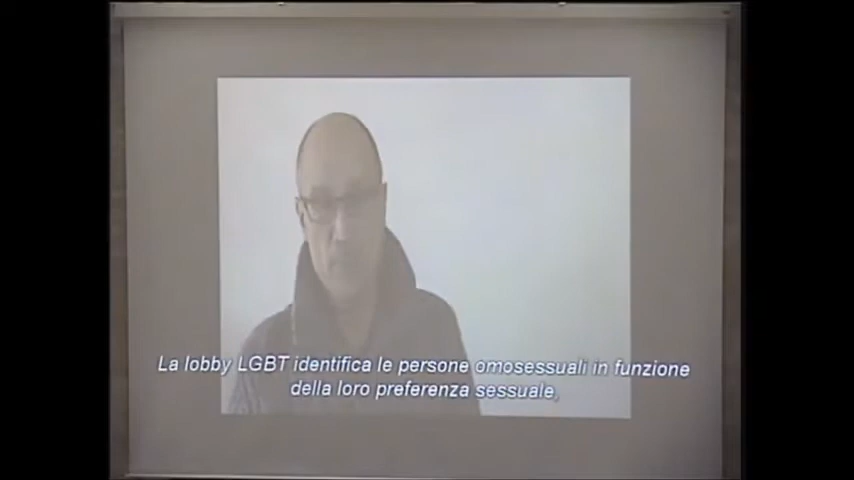 La lobby LGBT identifica le persone omosessuali in funzione
della loro preferenza sessuale,